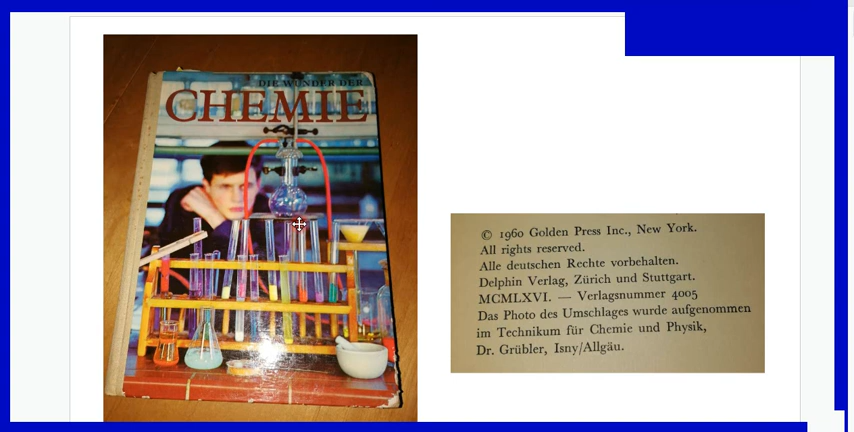 DIE WUNDER DER
CHEMIE
© 1960 Golden Press Inc., New York.
All rights reserved.
Alle deutschen Rechte vorbehalten.
Delphin Verlag, Zürich und Stuttgart.
MCMLXVI. — Verlagsnummer 4005
Das Photo des Umschlages wurde aufgenommen
im Technikum für Chemie und Physik,
Dr. Grübler, Isny/Allgäu.